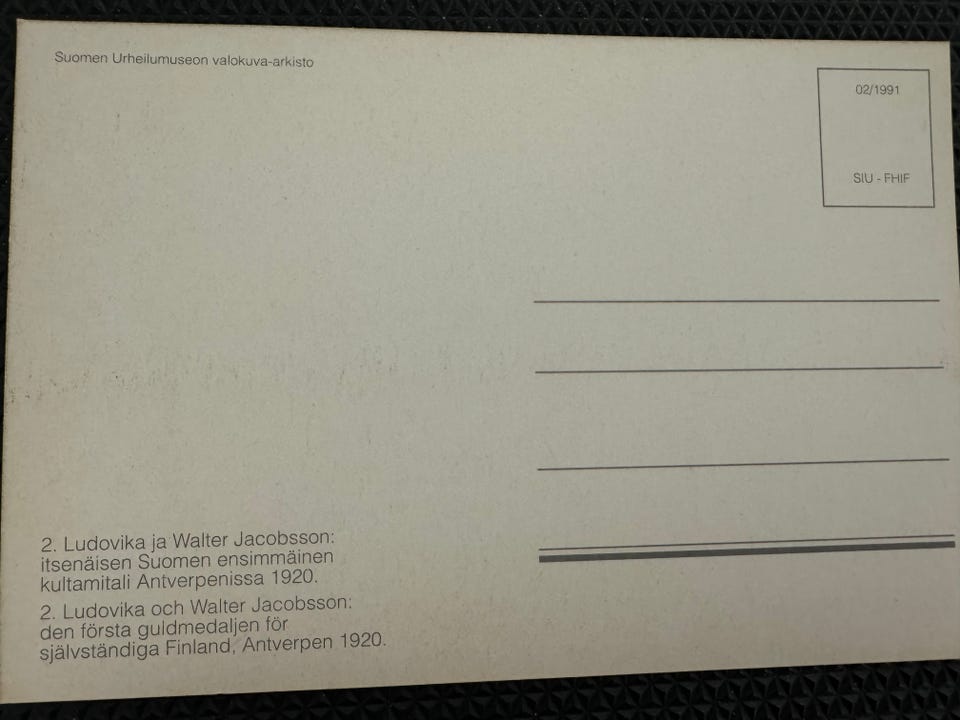 Suomen Urheilumuseon valokuva-arkisto
02/1991
SIU - FHIF
2. Ludovika ja Walter Jacobsson:
itsenäisen Suomen ensimmäinen
kultamitali Antverpenissa 1920.
2. Ludovika och Walter Jacobsson:
den första guldmedaljen för
självständiga Finland, Antverpen 1920.